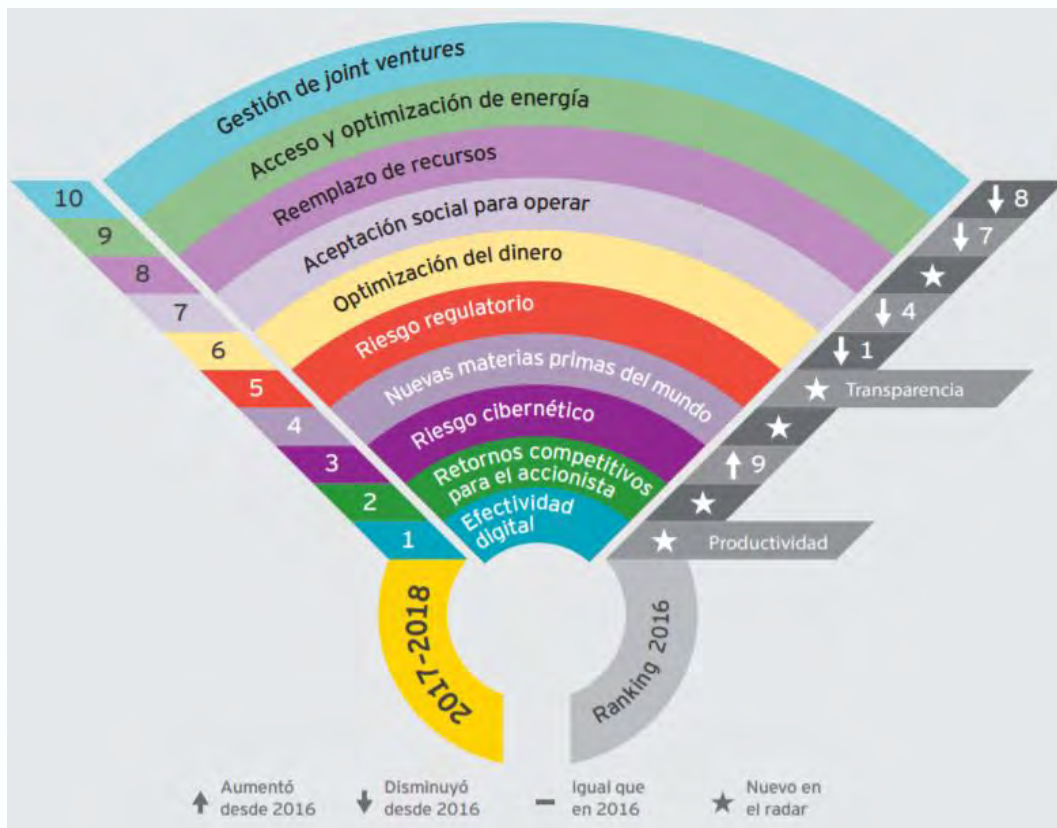 Gestión de joint ventures
Acceso y optimización de energía
Reemplazo de recursos
Aceptación social para operar
Optimización del dinero
Riesgo regulatorio
Nuevas materias primas del mundo
Riesgo cibernético
Retornos competitivos
para el accionista
Efectividad
digital
10
9
8
7
6
5
4
3
2
1
8
7
4
1
Transparencia
9
Productividad
2017-2018
Ranking 2016
Aumentó
desde 2016
Disminuyó
desde 2016
Igual que
en 2016
Nuevo en
el radar